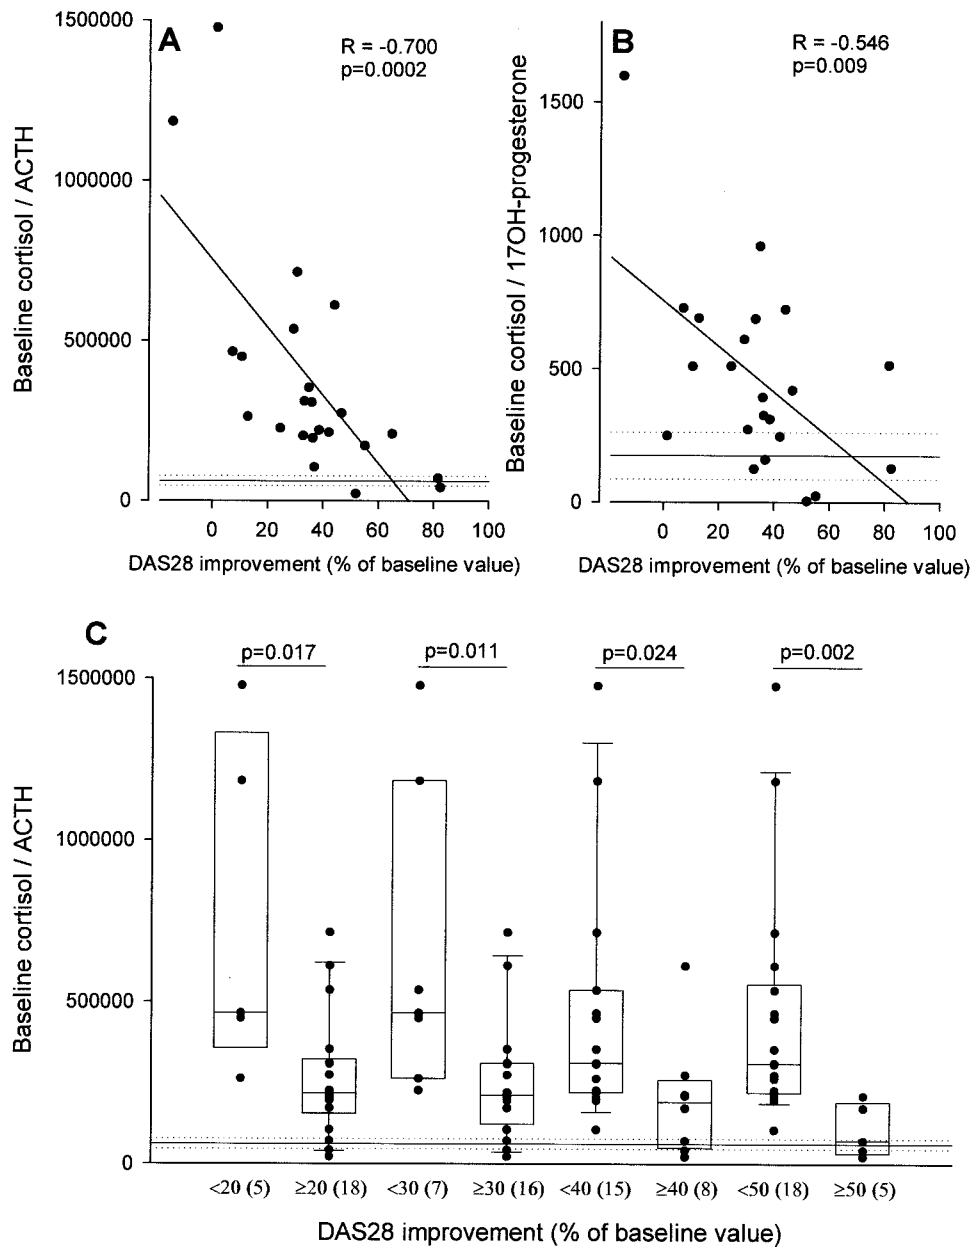 A
R = -0.700
p=0.0002
Baseline cortisol / ACTH
1500000
1000000
500000
0
0 20 40 60 80 100
DAS28 improvement (% of baseline value)
B
R = -0.546
p=0.009
Baseline cortisol / 17OH-progesterone
1500
1000
500
0
0 20 40 60 80 100
DAS28 improvement (% of baseline value)
C
p=0.017 p=0.011 p=0.024 p=0.002
Baseline cortisol / ACTH
1500000
1000000
500000
0
<20 (5) ≥20 (18) <30 (7) ≥30 (16) <40 (15) ≥40 (8) <50 (18) ≥50 (5)
DAS28 improvement (% of baseline value)